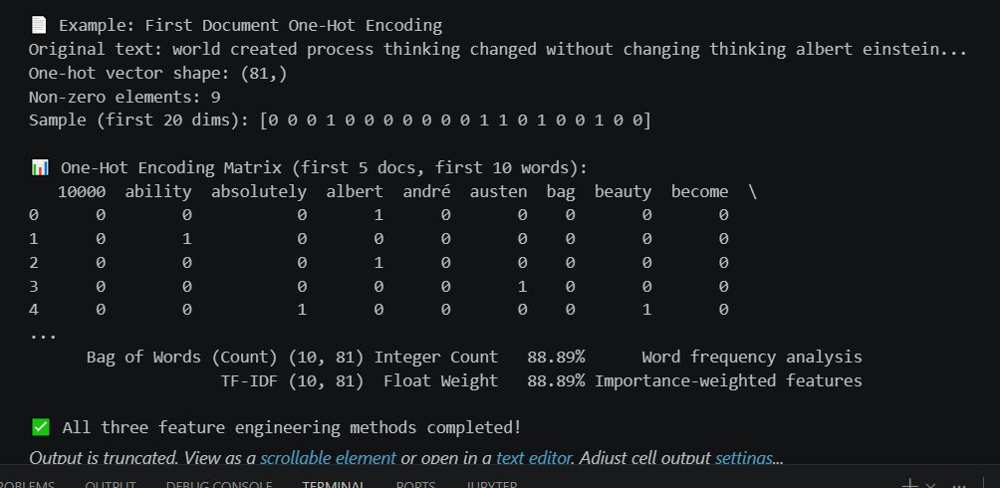 📄 Example: First Document One-Hot Encoding
Original text: world created process thinking changed without changing thinking albert einstein...
One-hot vector shape: (81,)
Non-zero elements: 9
Sample (first 20 dims): [0 0 0 1 0 0 0 0 0 0 0 1 1 0 1 0 0 1 0 0]
📊 One-Hot Encoding Matrix (first 5 docs, first 10 words):
10000 ability absolutely albert andré austen bag beauty become \
0 0 0 0 1 0 0 0 0 0
1 0 1 0 0 0 0 0 0 0
2 0 0 0 1 0 0 0 0 0
3 0 0 0 0 0 1 0 0 0
4 0 0 1 0 0 0 0 1 0
...
Bag of Words (Count) (10, 81) Integer Count 88.89% Word frequency analysis
TF-IDF (10, 81) Float Weight 88.89% Importance-weighted features
✅ All three feature engineering methods completed!
Output is truncated. View as a scrollable element or open in a text editor. Adjust cell output settings...
PROBLEMS OUTPUT DEBUG CONSOLE TERMINAL PORTS JUPYTER